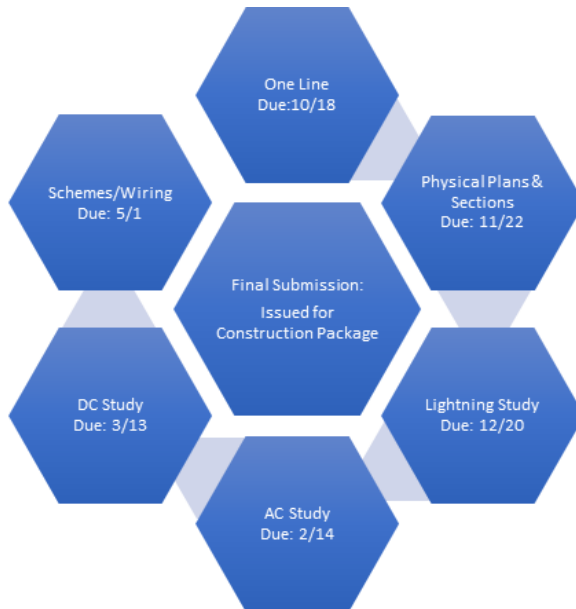 One Line
Due:10/18
Physical Plans &
Sections
Due: 11/22
Lightning Study
Due: 12/20
AC Study
Due: 2/14
DC Study
Due: 3/13
Schemes/Wiring
Due: 5/1
Final Submission:
Issued for
Construction Package